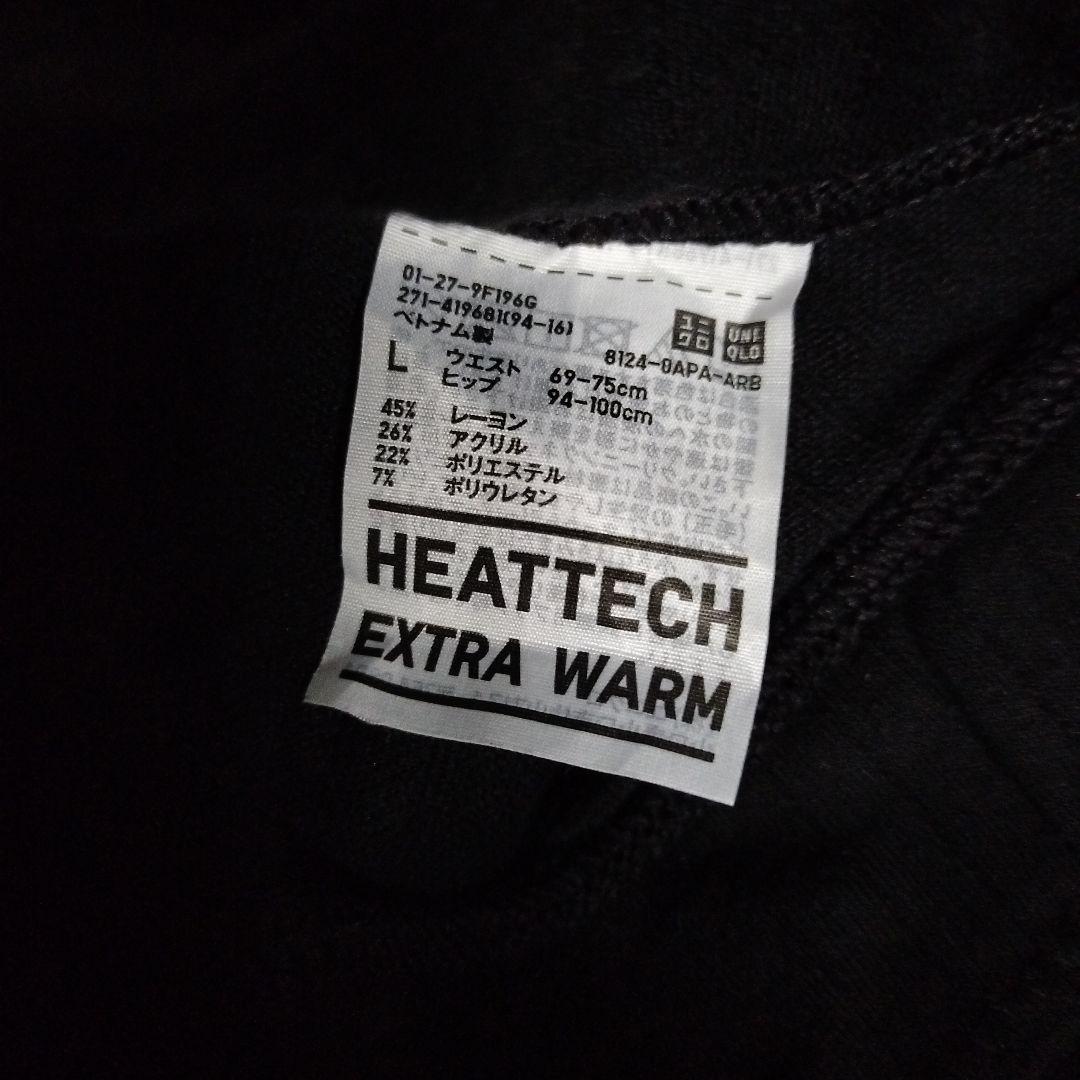 01-27-9F196G
271-419681(94-16)
ベトナム製
ユニクロ UNIQLO
8124-0APA-ARB
L ウエスト 69-75cm
ヒップ 94-100cm
45% レーヨン
26% アクリル
22% ポリエステル
7% ポリウレタン
HEATTECH
EXTRA WARM